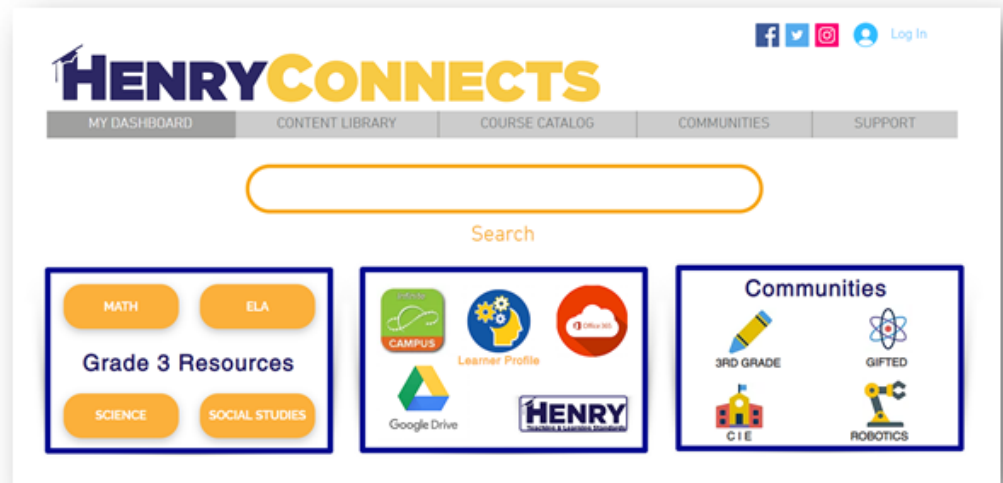 Log In
HENRYCONNECTS
MY DASHBOARD CONTENT LIBRARY COURSE CATALOG COMMUNITIES SUPPORT
Search
MATH ELA
Grade 3 Resources
SCIENCE SOCIAL STUDIES
Infinite
CAMPUS
Learner Profile
Office 365
Google Drive
HENRY
Teaching & Learning Standards
Communities
3RD GRADE GIFTED
C I E ROBOTICS